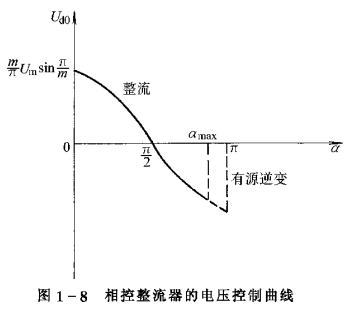 U_d0
m/π U_m sin π/m
整流
α_max
0
π/2
π
α
有源逆变
图 1-8 相控整流器的电压控制曲线